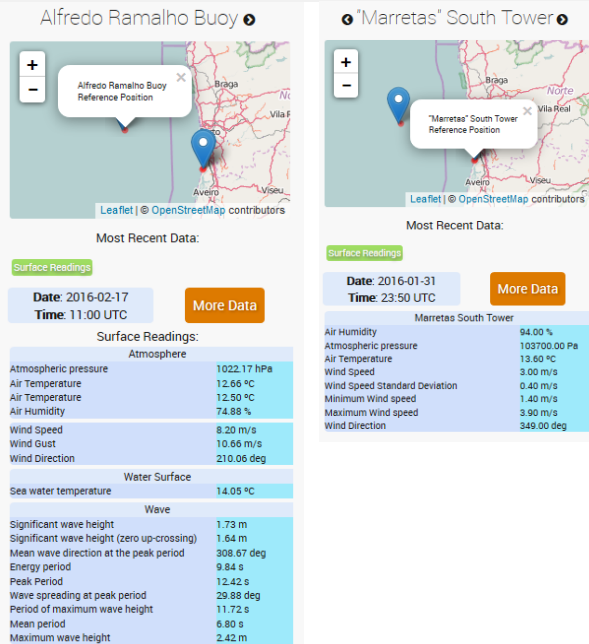 Alfredo Ramalho Buoy
+
−
Alfredo Ramalho Buoy
Reference Position
×
Braga
Vila
Aveiro
Viseu
Leaflet | © OpenStreetMap contributors
Most Recent Data:
Surface Readings
Date: 2016-02-17
Time: 11:00 UTC
More Data
Surface Readings:
Atmosphere
Atmospheric pressure 1022.17 hPa
Air Temperature 12.66 ºC
Air Temperature 12.50 ºC
Air Humidity 74.88 %
Wind Speed 8.20 m/s
Wind Gust 10.66 m/s
Wind Direction 210.06 deg
Water Surface
Sea water temperature 14.05 ºC
Wave
Significant wave height 1.73 m
Significant wave height (zero up-crossing) 1.64 m
Mean wave direction at the peak period 308.67 deg
Energy period 9.84 s
Peak Period 12.42 s
Wave spreading at peak period 29.88 deg
Period of maximum wave height 11.72 s
Mean period 6.80 s
Maximum wave height 2.42 m
"Marretas" South Tower
+
−
Braga
Norte
Vila Real
"Marretas" South Tower
Reference Position
×
Aveiro
Viseu
Leaflet | © OpenStreetMap contributors
Most Recent Data:
Surface Readings
Date: 2016-01-31
Time: 23:50 UTC
More Data
Marretas South Tower
Air Humidity 94.00 %
Atmospheric pressure 103700.00 Pa
Air Temperature 13.60 ºC
Wind Speed 3.00 m/s
Wind Speed Standard Deviation 0.40 m/s
Minimum Wind speed 1.40 m/s
Maximum Wind speed 3.90 m/s
Wind Direction 349.00 deg